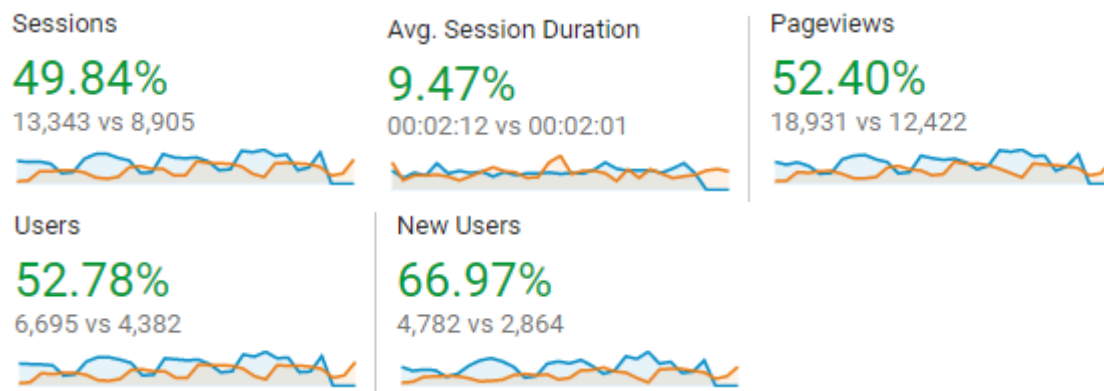 Sessions
49.84%
13,343 vs 8,905
Avg. Session Duration
9.47%
00:02:12 vs 00:02:01
Pageviews
52.40%
18,931 vs 12,422
Users
52.78%
6,695 vs 4,382
New Users
66.97%
4,782 vs 2,864